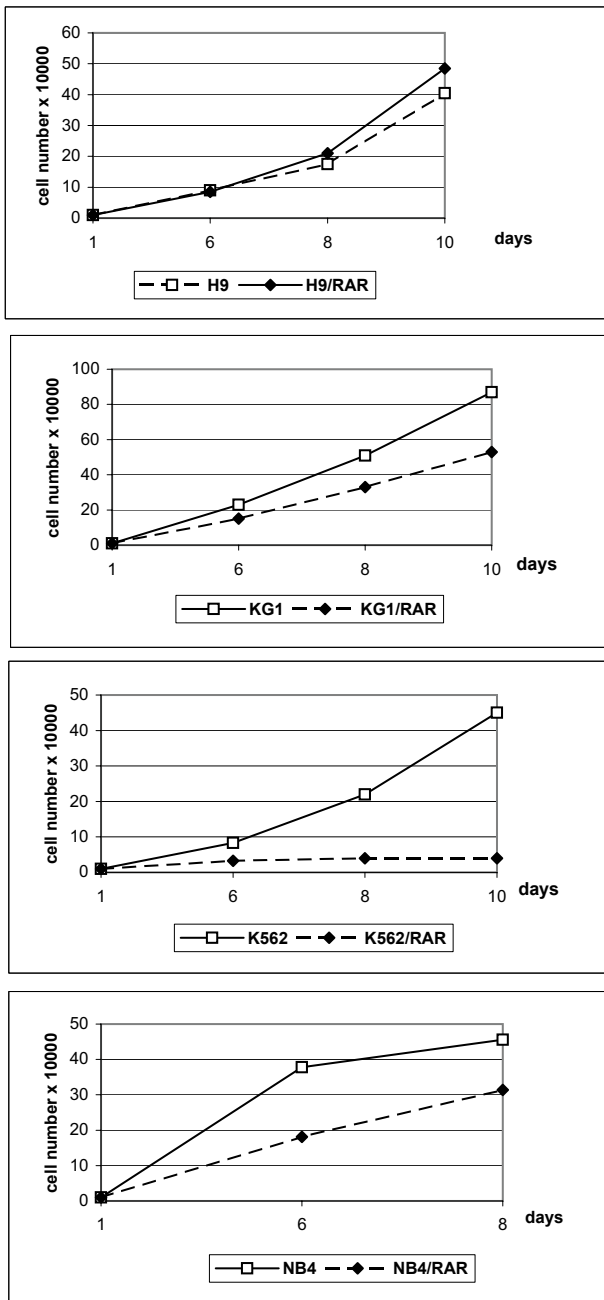 cell number x 10000
60
50
40
30
20
10
0
1 6 8 10 days
H9 H9/RAR
cell number x 10000
100
80
60
40
20
0
1 6 8 10 days
KG1 KG1/RAR
cell number x 10000
50
40
30
20
10
0
1 6 8 10 days
K562 K562/RAR
cell number x 10000
50
40
30
20
10
0
1 6 8 days
NB4 NB4/RAR